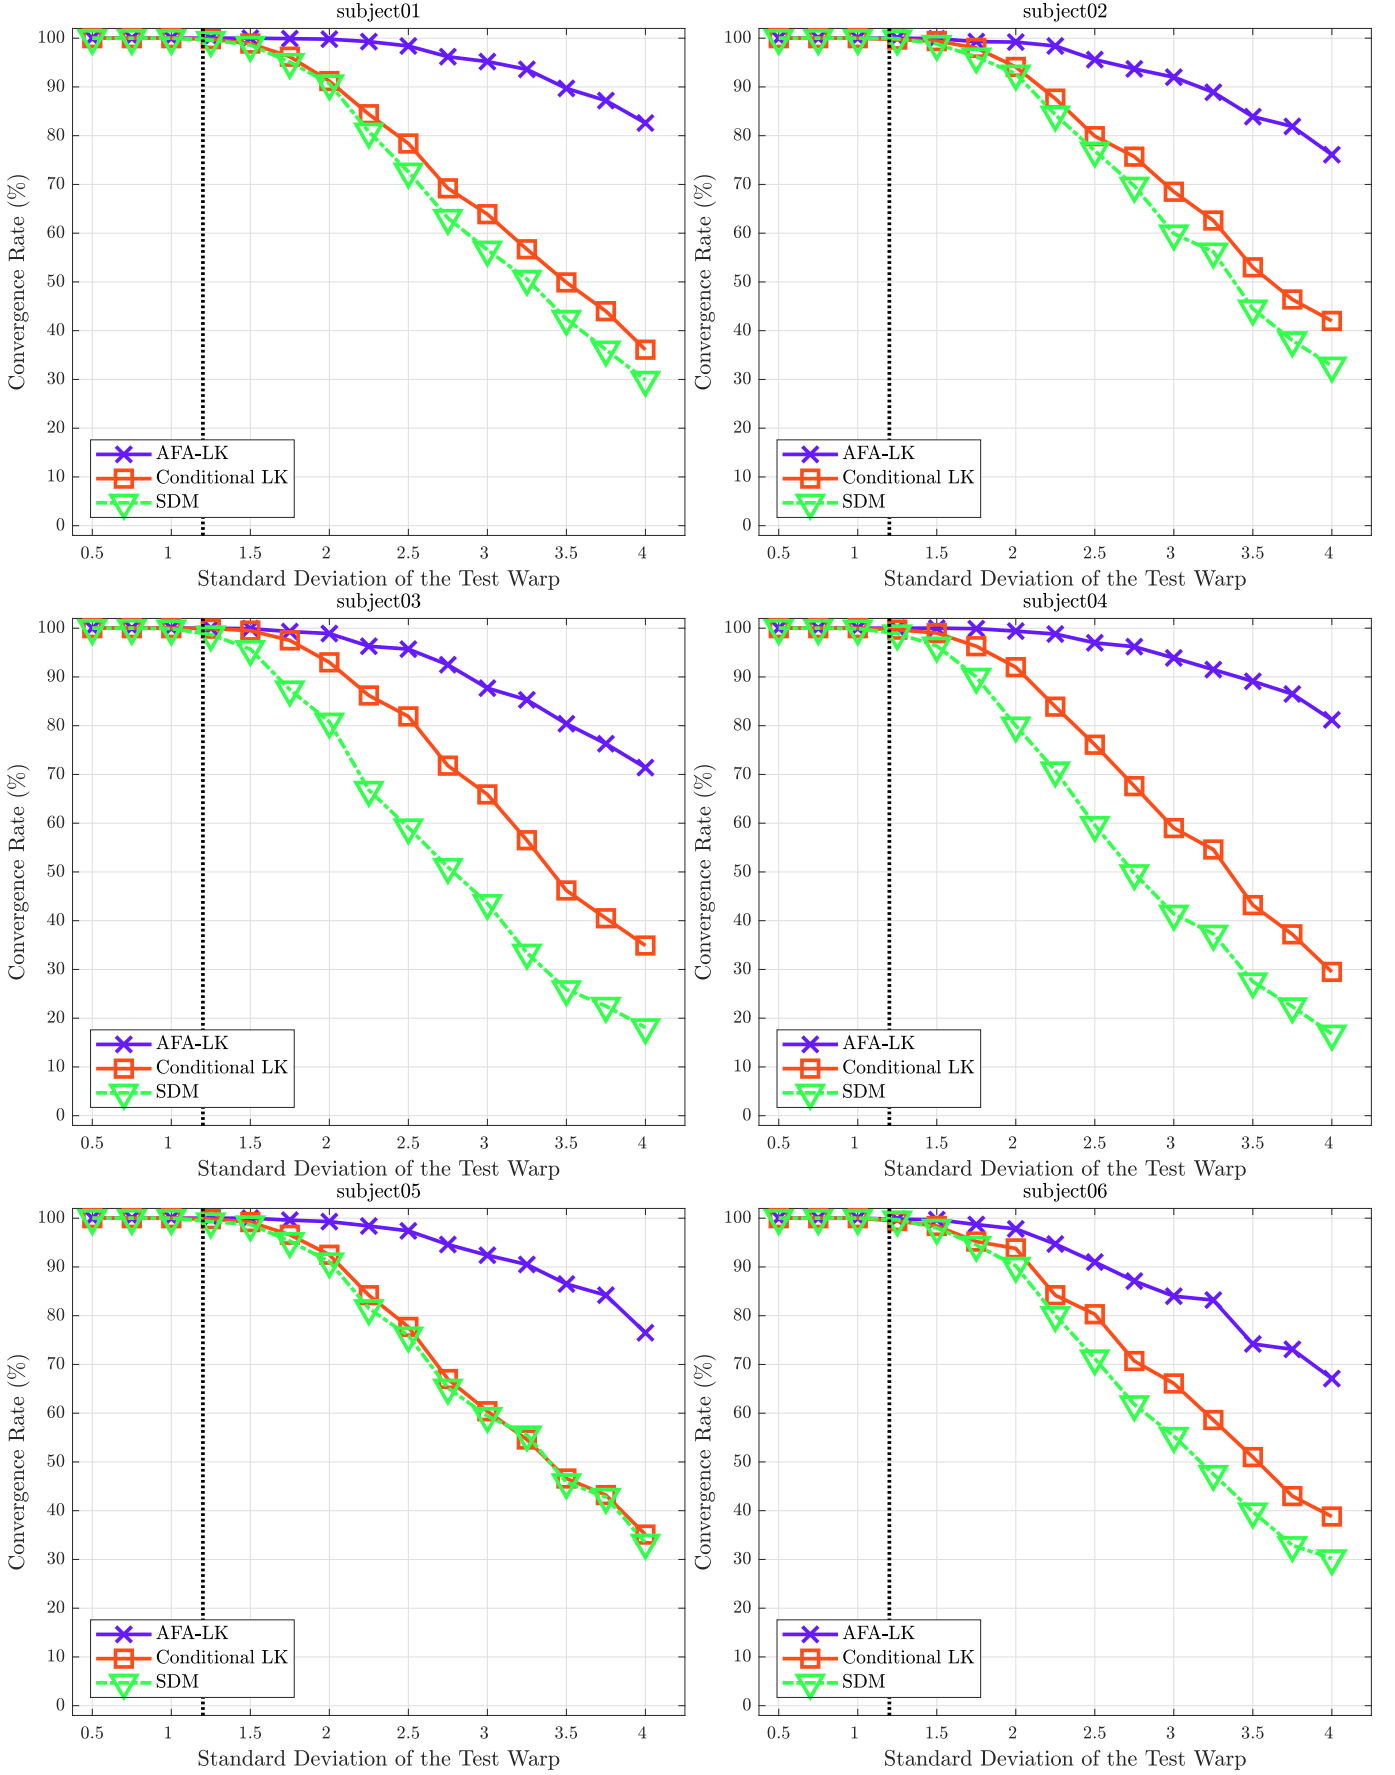 subject01
100
90
80
70
60
50
40
30
20
10
0
Convergence Rate (%)
AFA-LK
Conditional LK
SDM
0.5 1 1.5 2 2.5 3 3.5 4
Standard Deviation of the Test Warp
subject02
100
90
80
70
60
50
40
30
20
10
0
Convergence Rate (%)
AFA-LK
Conditional LK
SDM
0.5 1 1.5 2 2.5 3 3.5 4
Standard Deviation of the Test Warp
subject03
100
90
80
70
60
50
40
30
20
10
0
Convergence Rate (%)
AFA-LK
Conditional LK
SDM
0.5 1 1.5 2 2.5 3 3.5 4
Standard Deviation of the Test Warp
subject04
100
90
80
70
60
50
40
30
20
10
0
Convergence Rate (%)
AFA-LK
Conditional LK
SDM
0.5 1 1.5 2 2.5 3 3.5 4
Standard Deviation of the Test Warp
subject05
100
90
80
70
60
50
40
30
20
10
0
Convergence Rate (%)
AFA-LK
Conditional LK
SDM
0.5 1 1.5 2 2.5 3 3.5 4
Standard Deviation of the Test Warp
subject06
100
90
80
70
60
50
40
30
20
10
0
Convergence Rate (%)
AFA-LK
Conditional LK
SDM
0.5 1 1.5 2 2.5 3 3.5 4
Standard Deviation of the Test Warp